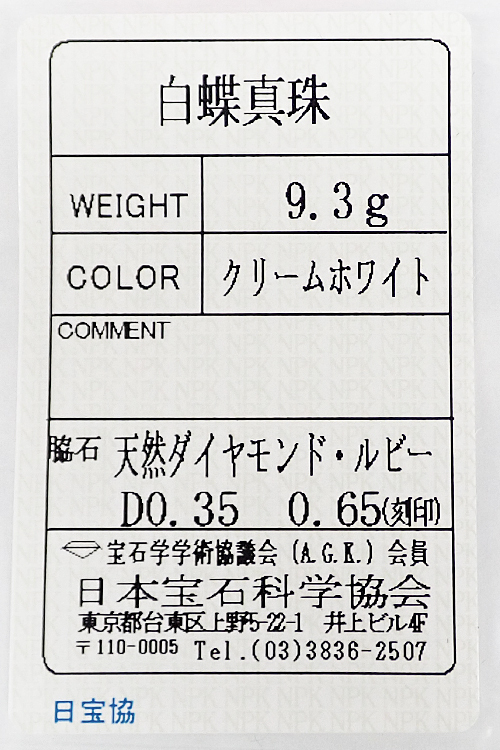 白蝶真珠
WEIGHT 9.3g
COLOR クリームホワイト
COMMENT
脇石 天然ダイヤモンド・ルビー
D0.35 0.65(刻印)
宝石学学術協議会 (A.G.K.) 会員
日本宝石科学協会
東京都台東区上野5-22-1 井上ビル4F
〒110-0005 Tel.(03)3836-2507
日宝協